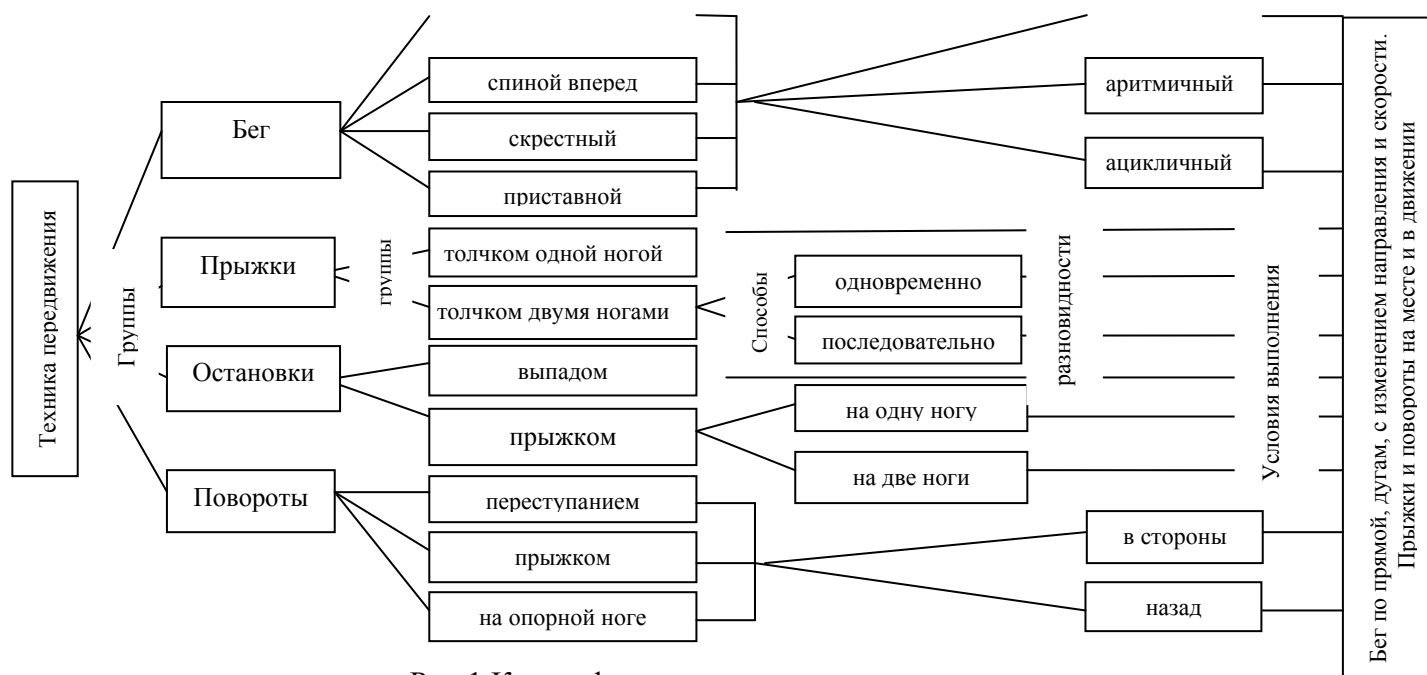 Техника передвижения
Группы
Бег
Прыжки
Остановки
Повороты
группы
спиной вперед
скрестный
приставной
толчком одной ногой
толчком двумя ногами
выпадом
прыжком
переступанием
прыжком
на опорной ноге
Способы
одновременно
последовательно
на одну ногу
на две ноги
разновидности
аритмичный
ацикличный
в стороны
назад
Условия выполнения
Бег по прямой, дугам, с изменением направления и скорости.
Прыжки и повороты на месте и в движении